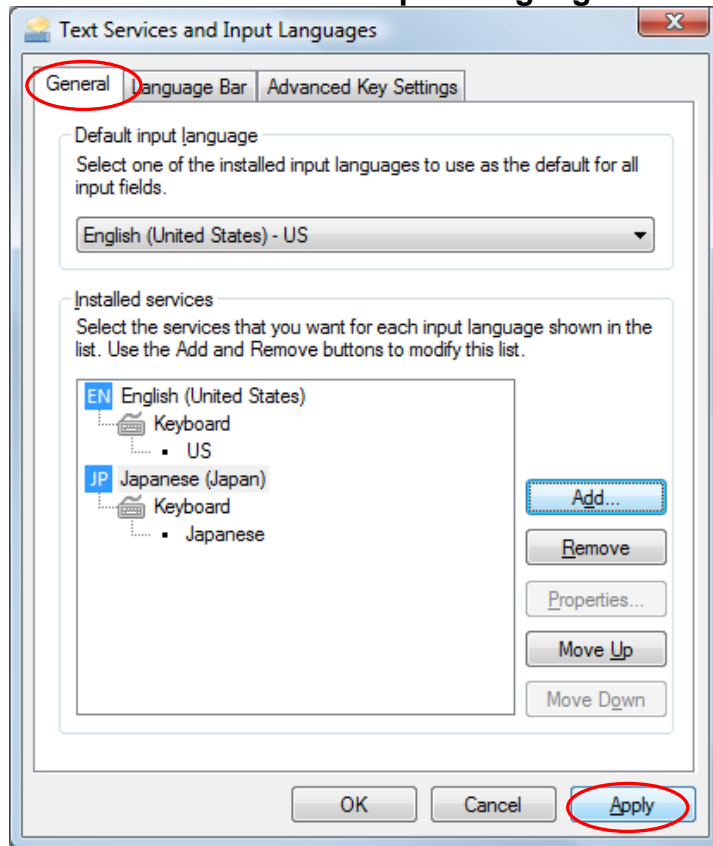 Text Services and Input Languages
General Language Bar Advanced Key Settings
Default input language
Select one of the installed input languages to use as the default for all
input fields.
English (United States) - US
Installed services
Select the services that you want for each input language shown in the
list. Use the Add and Remove buttons to modify this list.
EN English (United States)
Keyboard
US
JP Japanese (Japan)
Keyboard
Japanese
Add...
Remove
Properties...
Move Up
Move Down
OK Cancel Apply